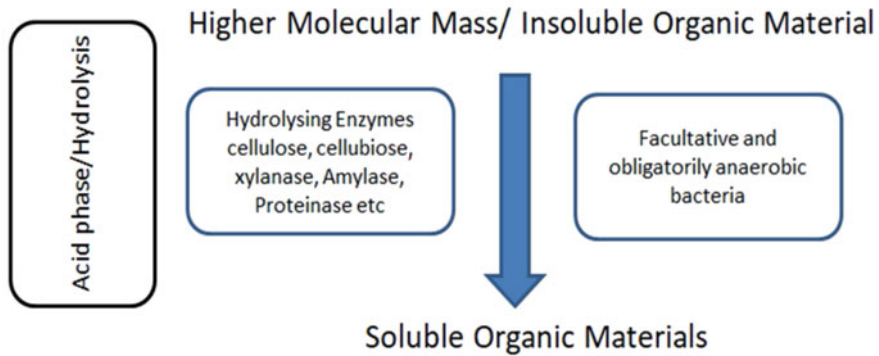 Acid phase/Hydrolysis
Higher Molecular Mass/ Insoluble Organic Material
Hydrolysing Enzymes
cellulose, cellubiose,
xylanase, Amylase,
Proteinase etc
Facultative and
obligatorily anaerobic
bacteria
Soluble Organic Materials